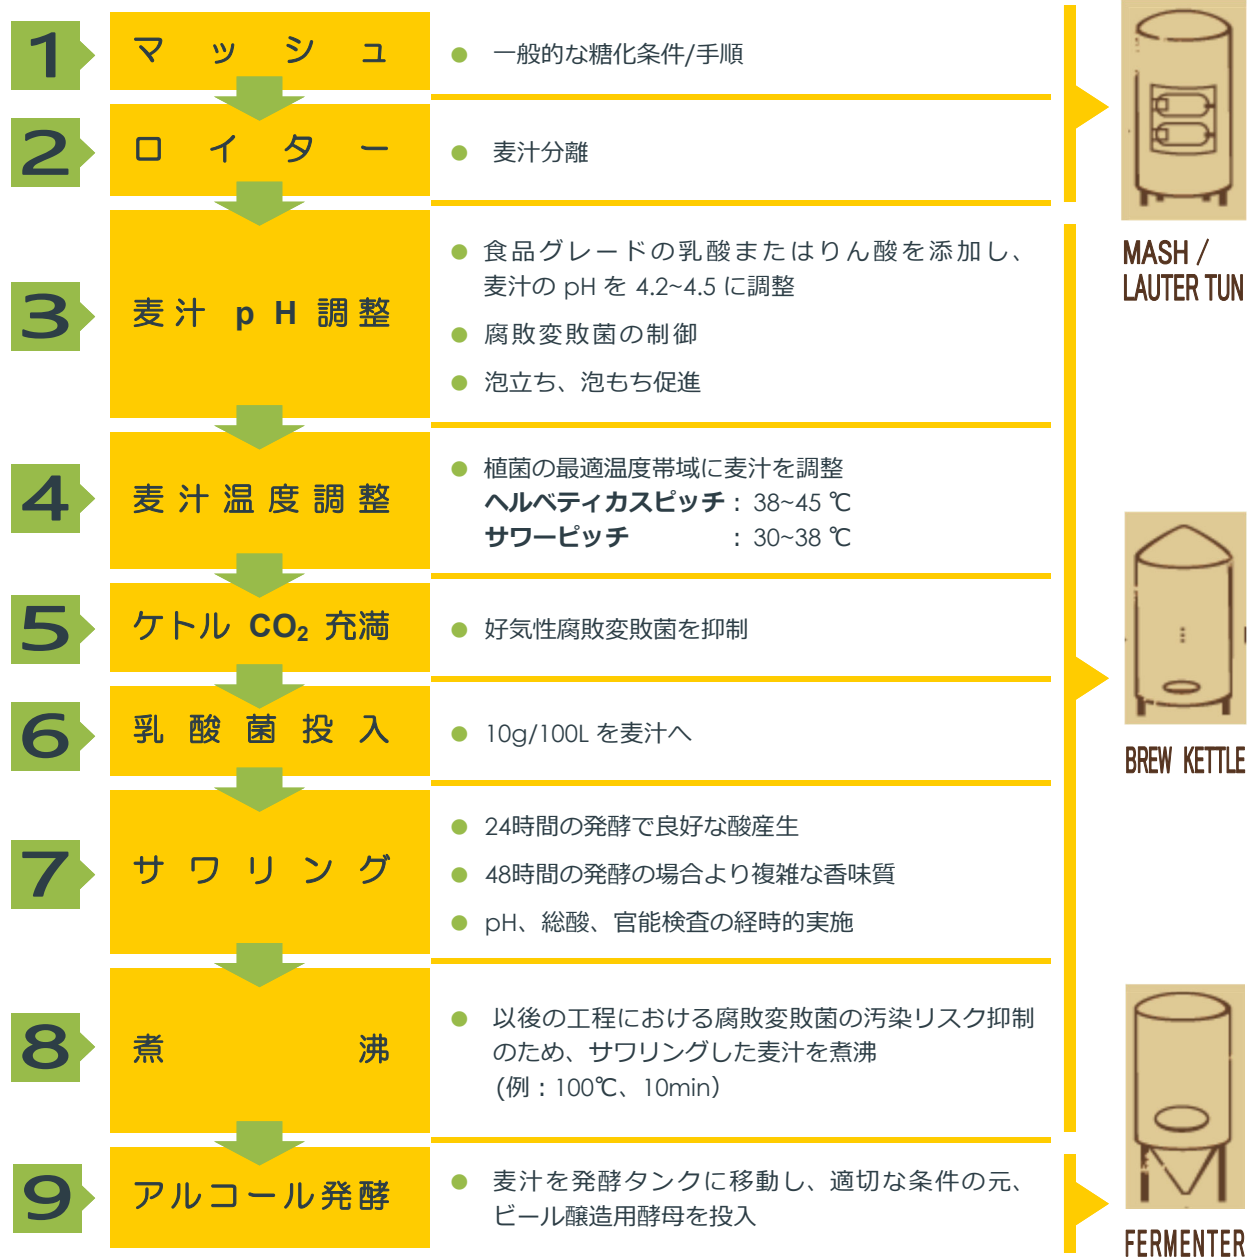 1
マッシュ
一般的な糖化条件/手順
2
ロイター
麦汁分離
MASH /
LAUTER TUN
3
麦汁 pH 調整
食品グレードの乳酸またはりん酸を添加し、
麦汁の pH を 4.2~4.5 に調整
腐敗変敗菌の制御
泡立ち、泡もち促進
4
麦汁温度調整
植菌の最適温度帯域に麦汁を調整
ヘルベティカスピッチ : 38~45 ℃
サワーピッチ : 30~38 ℃
5
ケトル CO₂ 充満
好気性腐敗変敗菌を抑制
6
乳酸菌投入
10g/100L を麦汁へ
BREW KETTLE
7
サワリング
24時間の発酵で良好な酸産生
48時間の発酵の場合より複雑な香味質
pH、総酸、官能検査の経時的実施
8
煮沸
以後の工程における腐敗変敗菌の汚染リスク抑制
のため、サワリングした麦汁を煮沸
(例：100℃、10min）
9
アルコール発酵
麦汁を発酵タンクに移動し、適切な条件の元、
ビール醸造用酵母を投入
FERMENTER